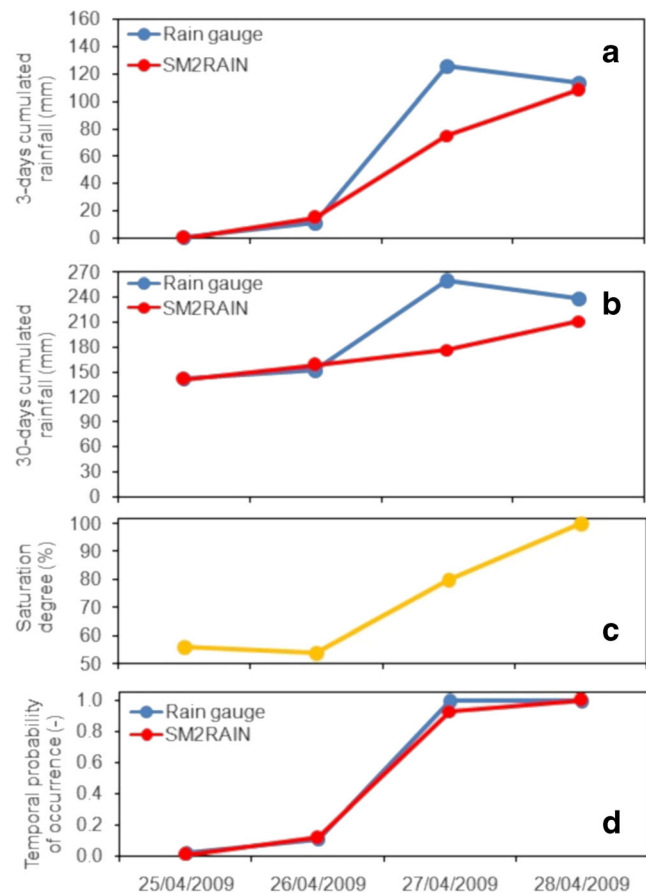 3-days cumulated
rainfall (mm)
160
140
120
100
80
60
40
20
0
Rain gauge
SM2RAIN
a
30-days cumulated
rainfall (mm)
270
240
210
180
150
120
90
60
30
0
Rain gauge
SM2RAIN
b
Saturation
degree (%)
100
90
80
70
60
50
c
Temporal probability
of occurrence (-)
1.0
0.8
0.6
0.4
0.2
0.0
Rain gauge
SM2RAIN
d
25/04/2009
26/04/2009
27/04/2009
28/04/2009